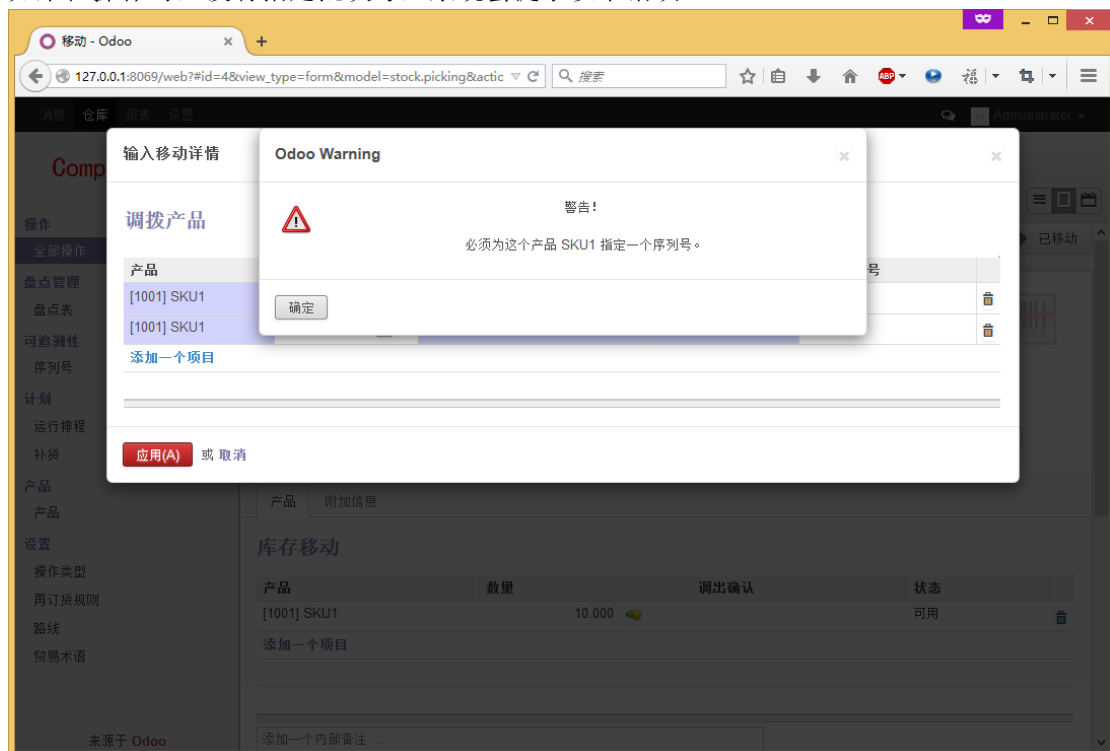 移动 - Odoo
127.0.0.1:8069/web?#id=4&view_type=form&model=stock.picking&actic
搜索
ABP
消息 仓库 报表 设置
Administrator
Comp
输入移动详情
Odoo Warning
调拨产品
警告!
必须为这个产品 SKU1 指定一个序列号。
确定
产品
号
[1001] SKU1
[1001] SKU1
添加一个项目
应用(A) 或 取消
已移动
操作
全部操作
盘点管理
盘点表
可追溯性
序列号
计划
运行排程
补货
产品
产品
设置
操作类型
再订货规则
路线
贸易术语
来源于 Odoo
产品 附加信息
库存移动
产品 数量 调出确认 状态
[1001] SKU1 10.000 可用
添加一个项目
添加一个内部备注 ...